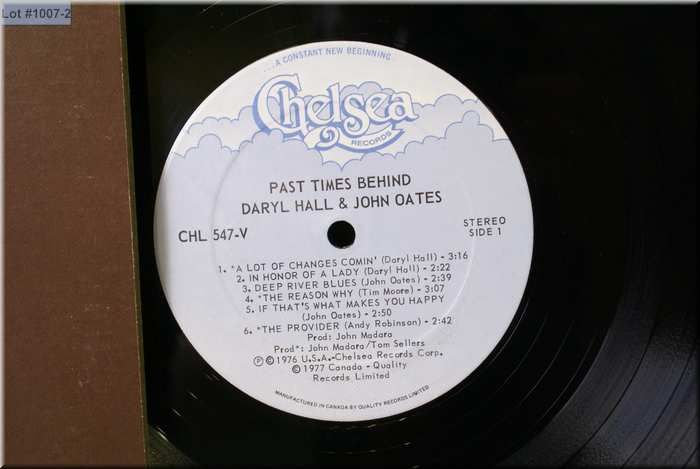 Lot #1007-2
...A CONSTANT NEW BEGINNING...
Chelsea
RECORDS
PAST TIMES BEHIND
DARYL HALL & JOHN OATES
CHL 547-V
STEREO
SIDE 1
1. *A LOT OF CHANGES COMIN' (Daryl Hall) - 3:16
2. IN HONOR OF A LADY (Daryl Hall) - 2:22
3. DEEP RIVER BLUES (John Oates) - 2:39
4. *THE REASON WHY (Tim Moore) - 3:07
5. IF THAT'S WHAT MAKES YOU HAPPY
(John Oates) - 2:50
6. *THE PROVIDER (Andy Robinson) - 2:42
Prod: John Madara
Prod*: John Madara/Tom Sellers
℗ © 1976 U.S.A.-Chelsea Records Corp.
© 1977 Canada - Quality
Records Limited
MANUFACTURED IN CANADA BY QUALITY RECORDS LIMITED